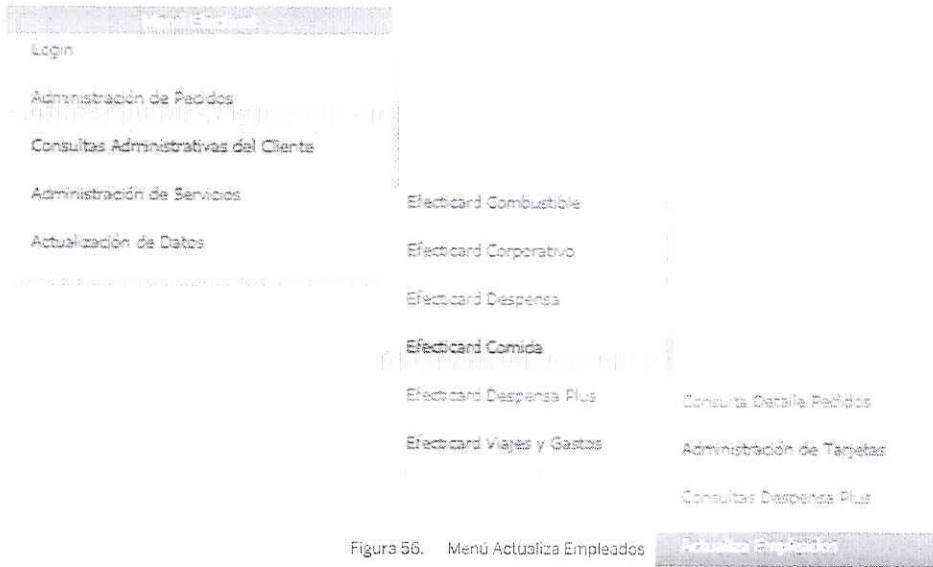 Menú
Login
Administración de Pedidos
Consultas Administrativas del Cliente
Administración de Servicios
Actualización de Datos
Efecticard Combustible
Efecticard Corporativo
Efecticard Despensa
Efecticard Comida
Efecticard Despensa Plus
Efecticard Viajes y Gastos
Consulta Detalle Pedidos
Administración de Tarjetas
Consultas Despensa Plus
Actualiza Empleados
Figura 56. Menú Actualiza Empleados